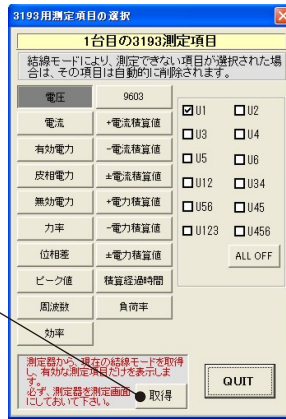 3193用測定項目の選択
1台目の3193測定項目
結線モードにより、測定できない項目が選択された場
合は、その項目は自動的に削除されます。
電圧
電流
有効電力
皮相電力
無効電力
力率
位相差
ピーク値
周波数
効率
9603
+電流積算値
-電流積算値
±電流積算値
+電力積算値
-電力積算値
±電力積算値
積算経過時間
負荷率
U1 U2
U3 U4
U5 U6
U12 U34
U56 U45
U123 U456
ALL OFF
測定器から、現在の結線モードを取得
し、有効な測定項目だけを表示しま
す。
必ず、測定器を測定画面
にしておいて下さい。
取得
QUIT